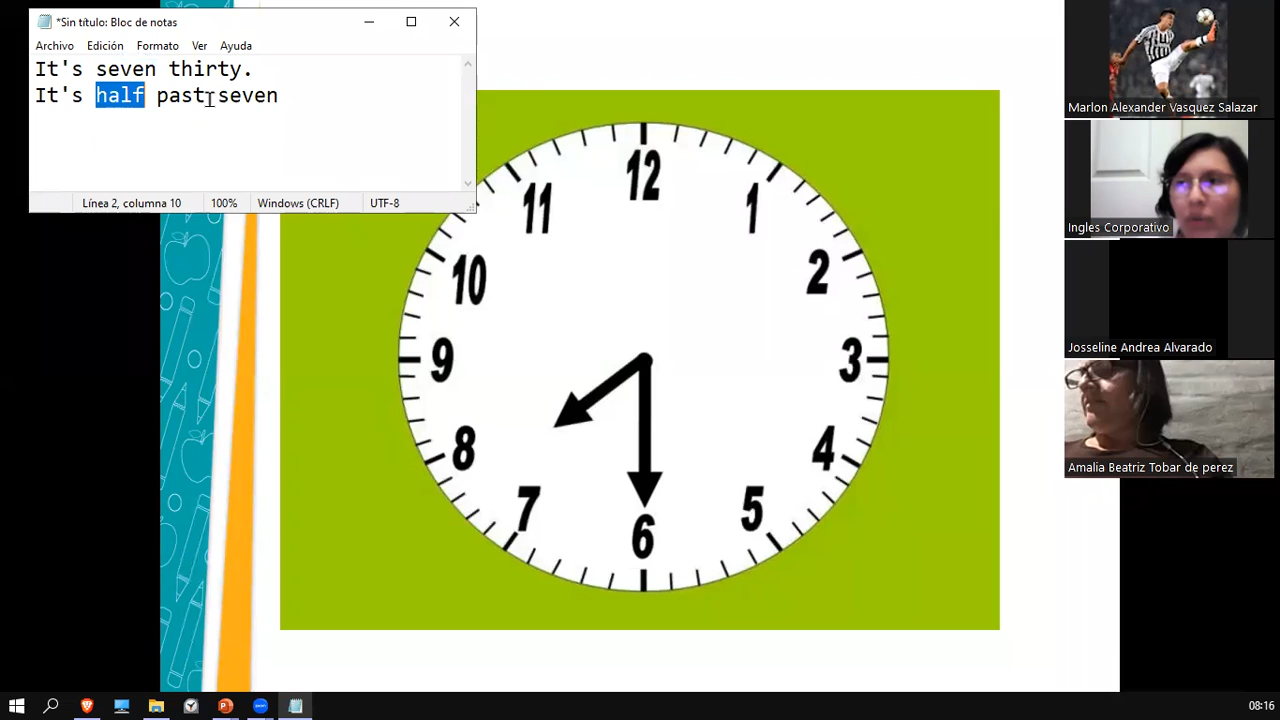 *Sin título: Bloc de notas
Archivo Edición Formato Ver Ayuda
It's seven thirty.
It's half past seven
Línea 2, columna 10 100% Windows (CRLF) UTF-8
12
11 1
10 2
9 3
8 4
7 5
6
Marlon Alexander Vasquez Salazar
Ingles Corporativo
Josseline Andrea Alvarado
Amalia Beatriz Tobar de perez
08:16